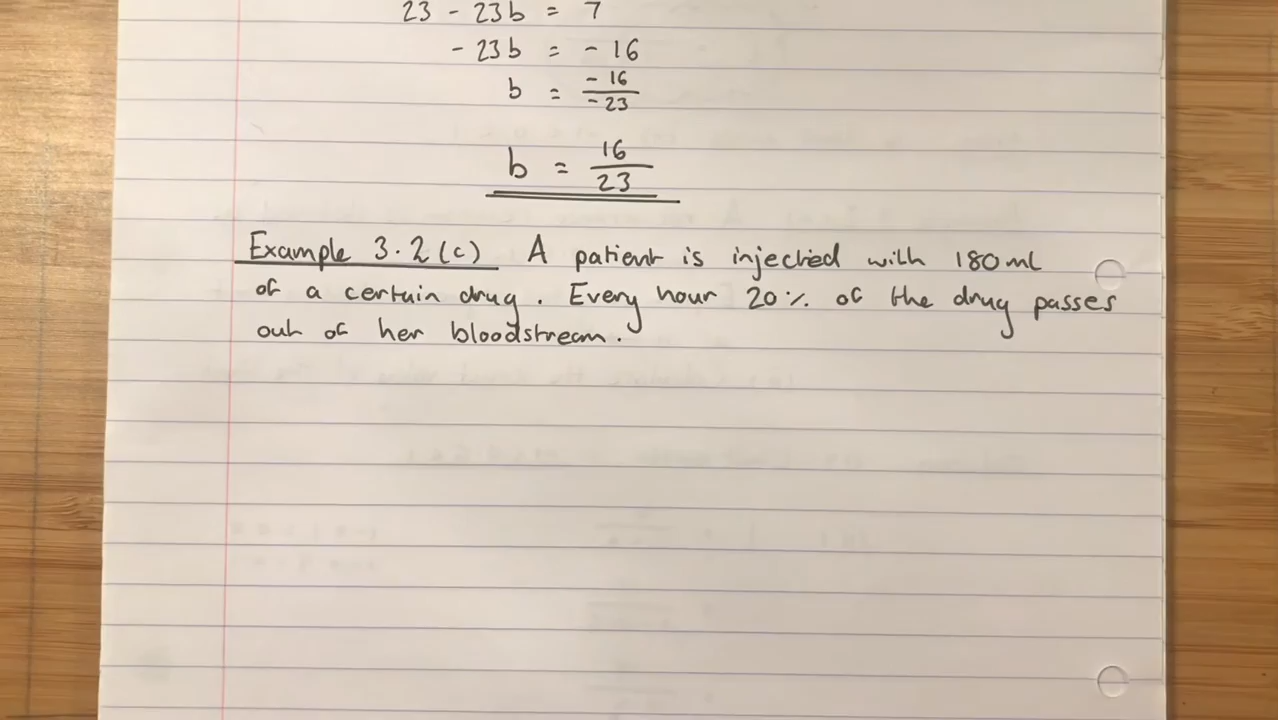 23 - 23b = 7
- 23b = - 16
b = - 16 / - 23
b = 16 / 23
Example 3.2 (c) A patient is injected with 180ml
of a certain drug. Every hour 20% of the drug passes
out of her bloodstream.